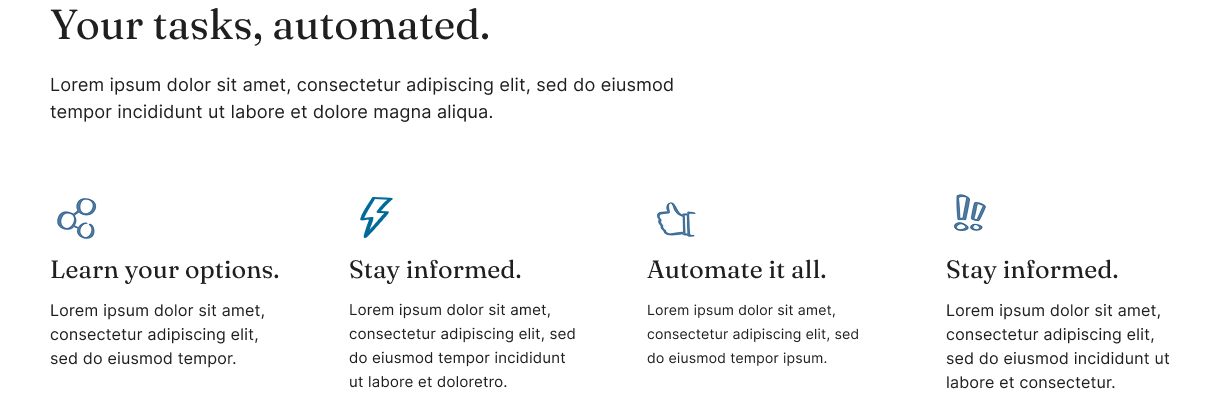 Your tasks, automated.
Lorem ipsum dolor sit amet, consectetur adipiscing elit, sed do eiusmod
tempor incididunt ut labore et dolore magna aliqua.
Learn your options.
Lorem ipsum dolor sit amet,
consectetur adipiscing elit,
sed do eiusmod tempor.
Stay informed.
Lorem ipsum dolor sit amet,
consectetur adipiscing elit, sed
do eiusmod tempor incididunt
ut labore et doloretro.
Automate it all.
Lorem ipsum dolor sit amet,
consectetur adipiscing elit, sed
do eiusmod tempor ipsum.
Stay informed.
Lorem ipsum dolor sit amet,
consectetur adipiscing elit,
sed do eiusmod incididunt ut
labore et consectetur.